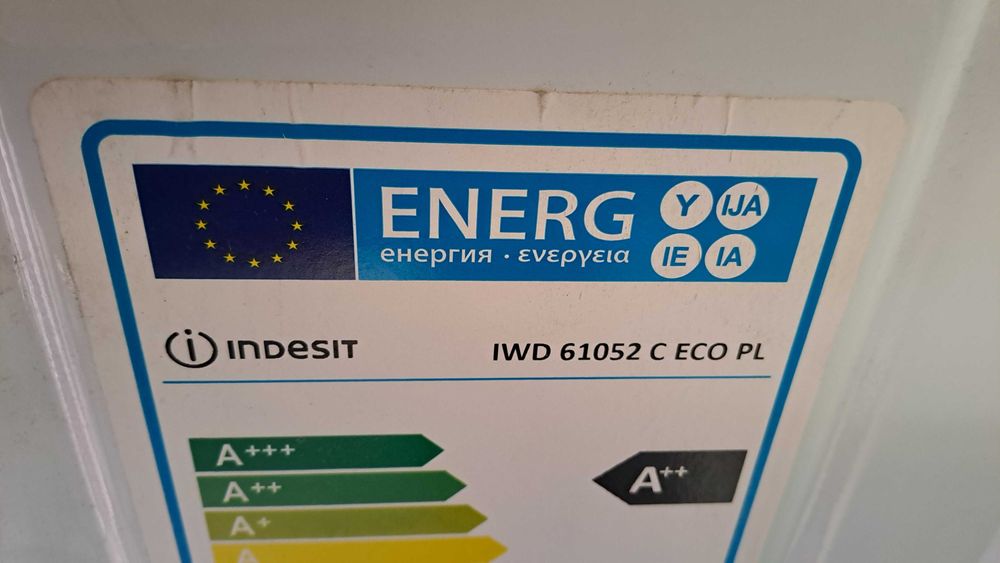 ENERG Y IJA
енергия · ενεργεια IE IA
indesit IWD 61052 C ECO PL
A+++
A++ A++
A+
A